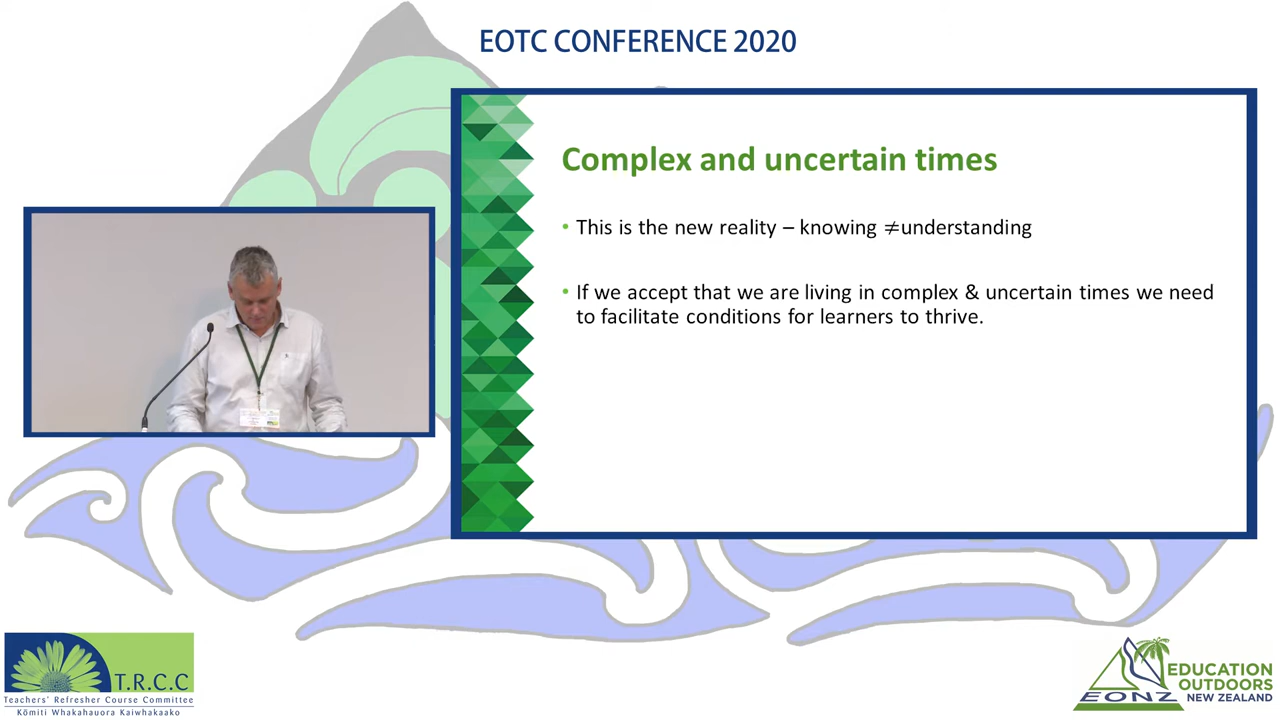 EOTC CONFERENCE 2020
Complex and uncertain times
• This is the new reality – knowing ≠understanding
• If we accept that we are living in complex & uncertain times we need
to facilitate conditions for learners to thrive.
T.R.C.C
Teachers' Refresher Course Committee
Kōmiti Whakahauora Kaiwhakaako
EONZ
EDUCATION
OUTDOORS
NEW ZEALAND